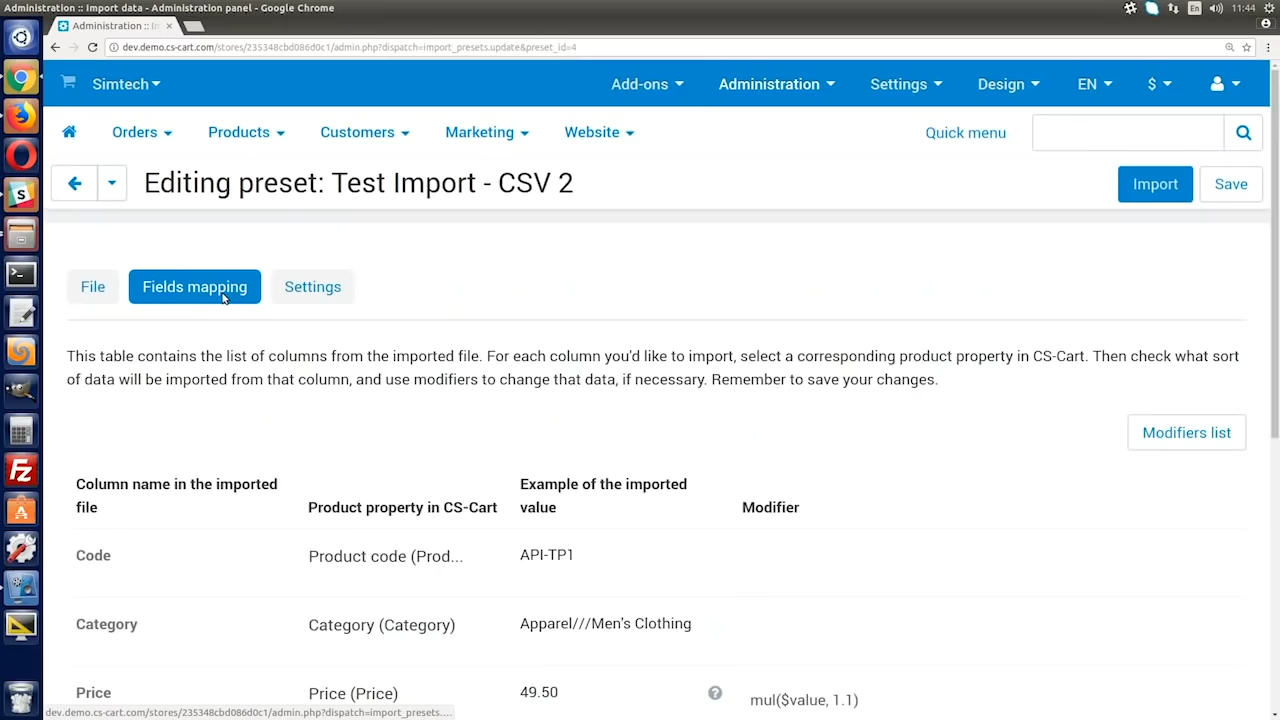 Administration :: Import data - Administration panel - Google Chrome
En
11:44
Administration :: Im
dev.demo.cs-cart.com/stores/235348cbd086d0c1/admin.php?dispatch=import_presets.update&preset_id=4
Simtech
Add-ons
Administration
Settings
Design
EN
$
Orders
Products
Customers
Marketing
Website
Quick menu
Editing preset: Test Import - CSV 2
Import
Save
File
Fields mapping
Settings
This table contains the list of columns from the imported file. For each column you'd like to import, select a corresponding product property in CS-Cart. Then check what sort
of data will be imported from that column, and use modifiers to change that data, if necessary. Remember to save your changes.
Modifiers list
Column name in the imported
file
Product property in CS-Cart
Example of the imported
value
Modifier
Code
Product code (Prod...
API-TP1
Category
Category (Category)
Apparel///Men's Clothing
Price
Price (Price)
49.50
?
mul($value, 1.1)
dev.demo.cs-cart.com/stores/235348cbd086d0c1/admin.php?dispatch=import_presets....